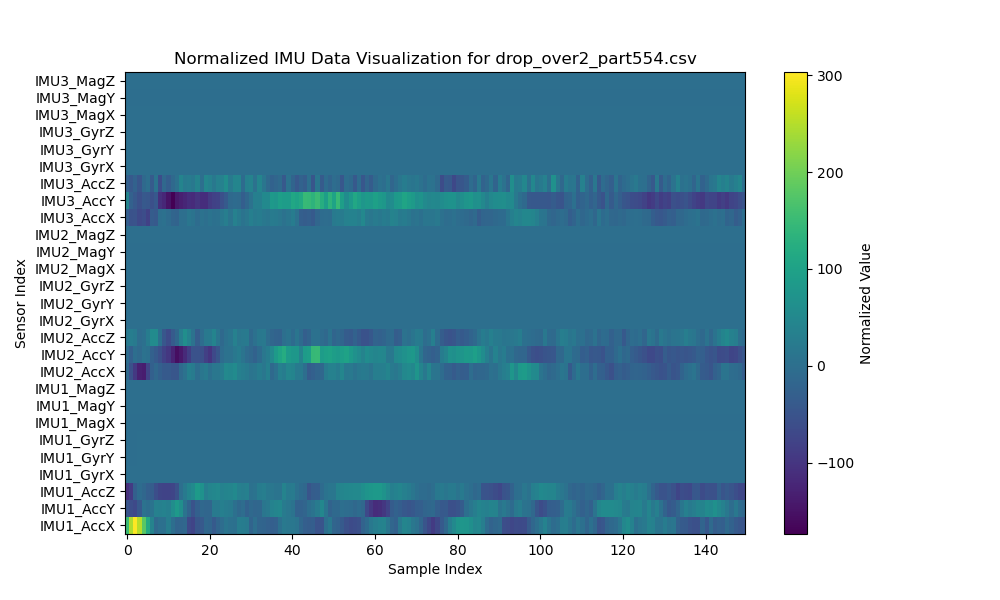 Normalized IMU Data Visualization for drop_over2_part554.csv
Sensor Index
IMU3_MagZ
IMU3_MagY
IMU3_MagX
IMU3_GyrZ
IMU3_GyrY
IMU3_GyrX
IMU3_AccZ
IMU3_AccY
IMU3_AccX
IMU2_MagZ
IMU2_MagY
IMU2_MagX
IMU2_GyrZ
IMU2_GyrY
IMU2_GyrX
IMU2_AccZ
IMU2_AccY
IMU2_AccX
IMU1_MagZ
IMU1_MagY
IMU1_MagX
IMU1_GyrZ
IMU1_GyrY
IMU1_GyrX
IMU1_AccZ
IMU1_AccY
IMU1_AccX
0 20 40 60 80 100 120 140
Sample Index
300
200
100
0
−100
Normalized Value